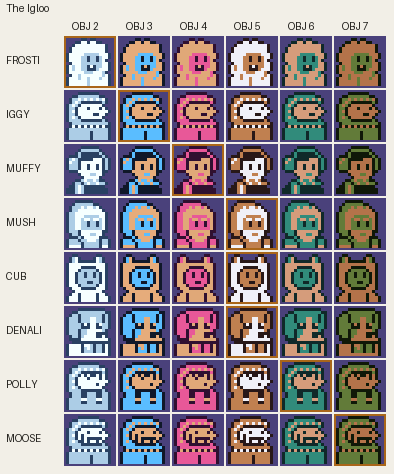 The Igloo
OBJ 2 OBJ 3 OBJ 4 OBJ 5 OBJ 6 OBJ 7
FROSTI
IGGY
MUFFY
MUSH
CUB
DENALI
POLLY
MOOSE